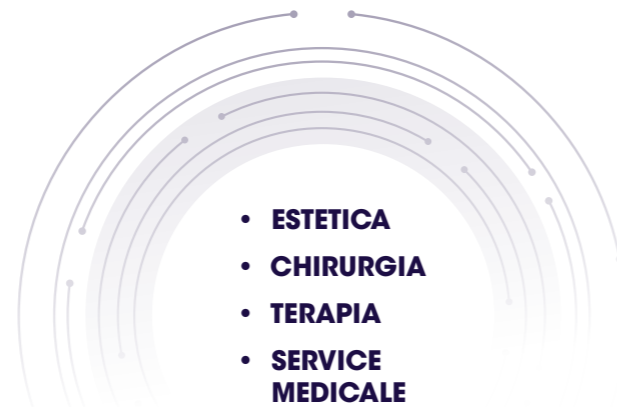 • ESTETICA
• CHIRURGIA
• TERAPIA
• SERVICE
MEDICALE